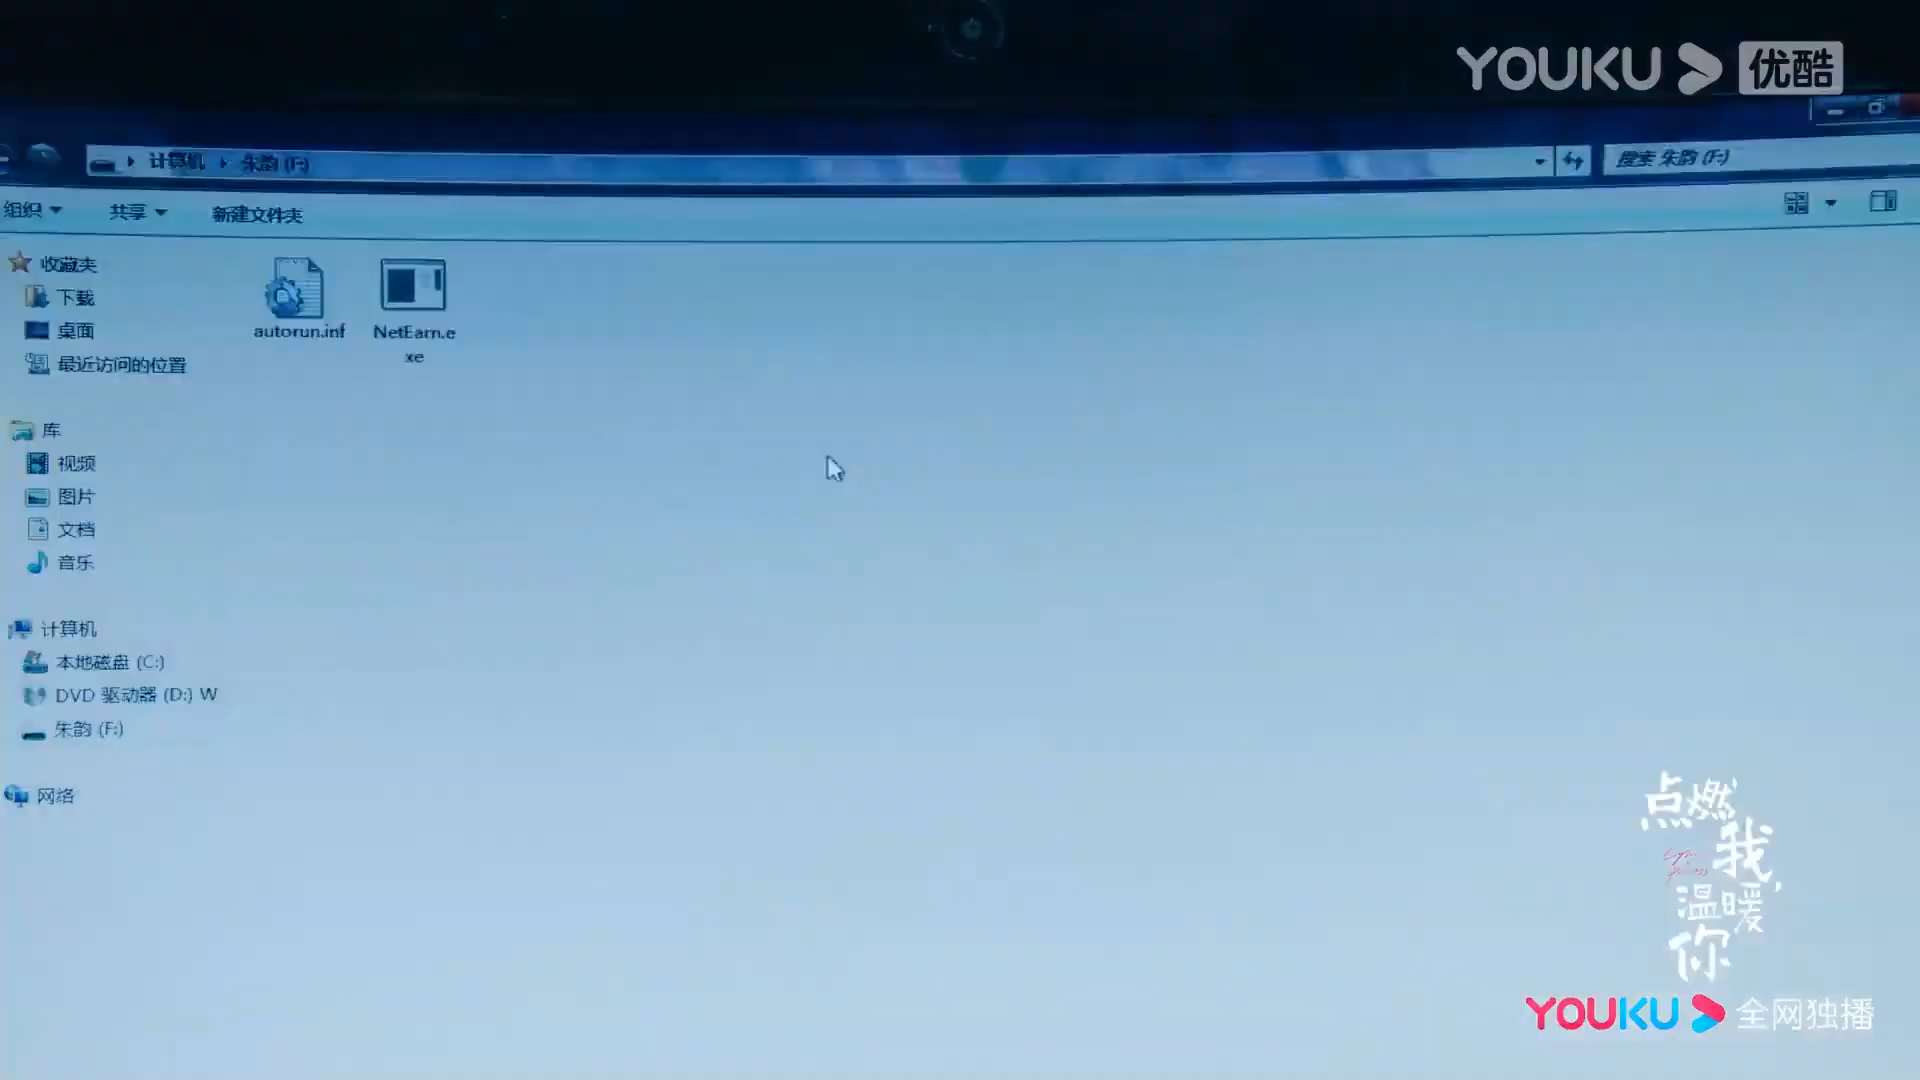 YOUKU 优酷
计算机 朱韵 (F:)
搜索 朱韵 (F:)
组织 共享 新建文件夹
收藏夹
下载
桌面
最近访问的位置
autorun.inf
NetEarn.e
xe
库
视频
图片
文档
音乐
计算机
本地磁盘 (C:)
DVD 驱动器 (D:) W
朱韵 (F:)
网络
点燃
我,
温暖
你
YOUKU 全网独播